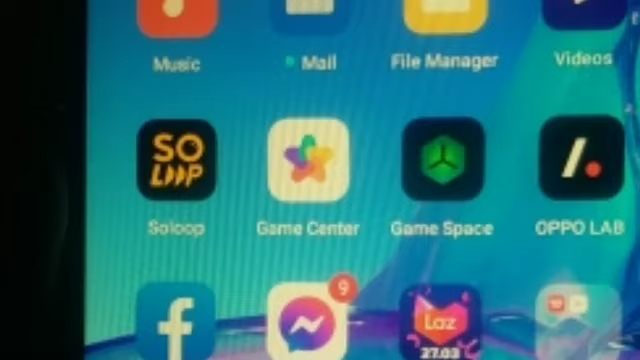 Music
Mail
File Manager
Videos
SO
LOOP
Soloop
Game Center
Game Space
OPPO LAB
9
Laz
27.03